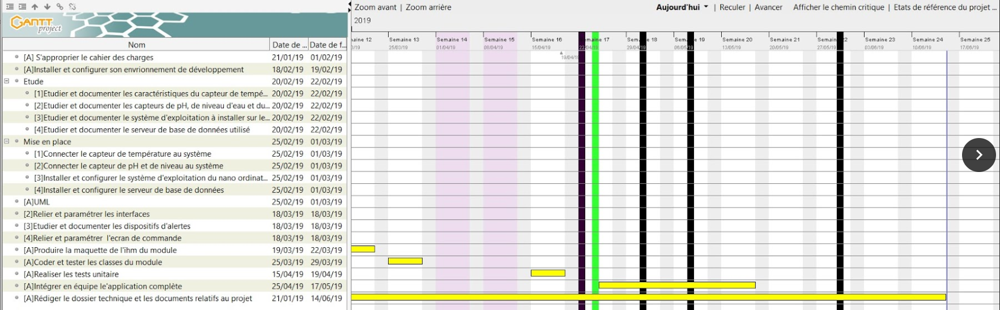 Zoom avant | Zoom arrière
Aujourd'hui | Reculer | Avancer Afficher le chemin critique | Etats de référence du projet ...
GANTT project
2019
Nom Date de ... Date de f...
maine 12 Semaine 13 Semaine 14 Semaine 15 Semaine 16 maine 17 Sem e 18 Sema e 19 Semaine 20 Semaine 21 Semain 22 Semaine 23 Semaine 24 Semaine 25
25/03/19 01/04/19 08/04/19 15/04/19 22/04/19 29/04/19 06/05/19 13/05/19 20/05/19 27/05/19 03/06/19 10/06/19 17/06/19
19/04/19
[A] S'approprier le cahier des charges 21/01/19 01/02/19
[A]Installer et configurer son envrionnement de développement 18/02/19 19/02/19
Etude 20/02/19 22/02/19
[1]Etudier et documenter les caractéristiques du capteur de tempé... 20/02/19 22/02/19
[2]Etudier et documenter les capteurs de pH, de niveau d'eau et du... 20/02/19 22/02/19
[3]Etudier et documenter le système d'exploitation à installer sur le... 20/02/19 22/02/19
[4]Etudier et documenter le serveur de base de données utilisé 20/02/19 22/02/19
Mise en place 25/02/19 01/03/19
[1]Connecter le capteur de température au système 25/02/19 01/03/19
[2]Connecter le capteur de pH et de niveau au système 25/02/19 01/03/19
[3]Installer et configurer le système d'exploitation du nano ordinat... 25/02/19 01/03/19
[4]Installer et configurer le serveur de base de données 25/02/19 01/03/19
[A]UML 25/02/19 01/03/19
[2]Relier et paramétrer les interfaces 18/03/19 18/03/19
[3]Etudier et documenter les dispositifs d'alertes 18/03/19 18/03/19
[4]Relier et paramétrer l'ecran de commande 18/03/19 18/03/19
[A]Produire la maquette de l'ihm du module 19/03/19 22/03/19
[A]Coder et tester les classes du module 25/03/19 29/03/19
[A]Realiser les tests unitaire 15/04/19 19/04/19
[A]Intégrer en équipe le'application complète 25/04/19 17/05/19
[A]Rédiger le dossier technique et les documents relatifs au projet 21/01/19 14/06/19